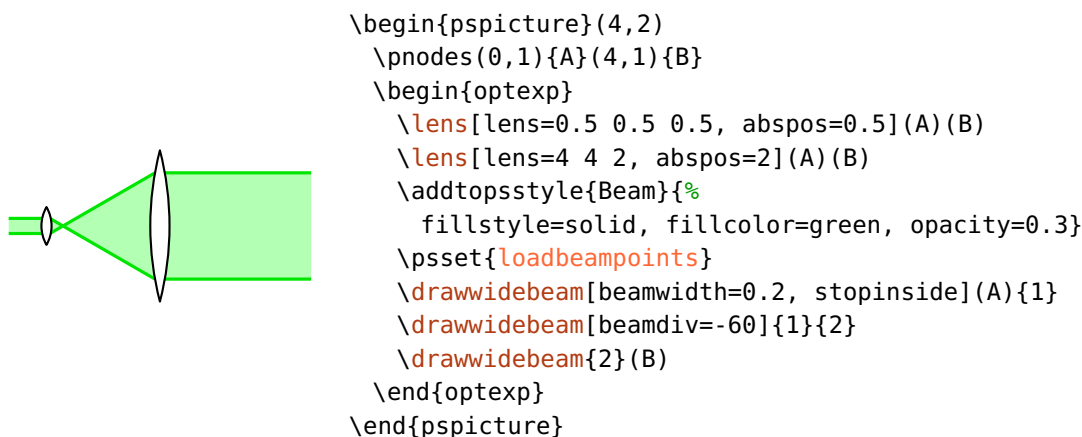 \begin{pspicture}(4,2)
\pnodes(0,1){A}(4,1){B}
\begin{optexp}
\lens[lens=0.5 0.5 0.5, abspos=0.5](A)(B)
\lens[lens=4 4 2, abspos=2](A)(B)
\addtopsstyle{Beam}{%
fillstyle=solid, fillcolor=green, opacity=0.3}
\psset{loadbeampoints}
\drawwidebeam[beamwidth=0.2, stopinside](A){1}
\drawwidebeam[beamdiv=-60]{1}{2}
\drawwidebeam{2}(B)
\end{optexp}
\end{pspicture}